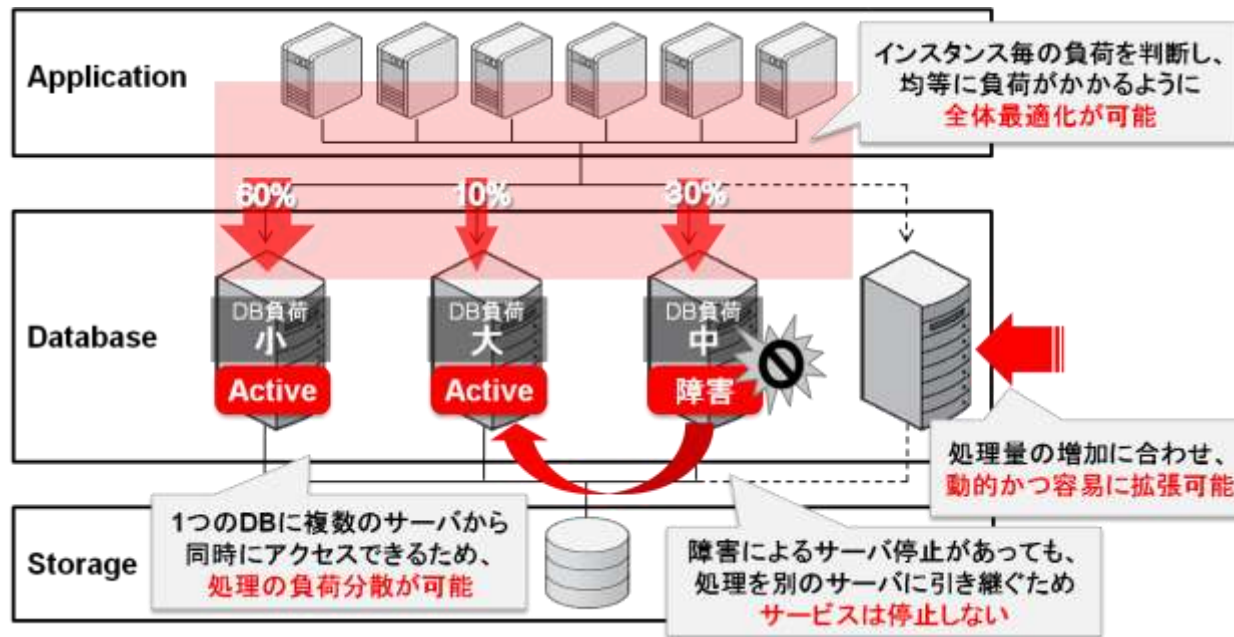 Application
インスタンス毎の負荷を判断し、
均等に負荷がかかるように
全体最適化が可能
60%
10%
30%
Database
DB負荷
小
Active
DB負荷
大
Active
DB負荷
中
障害
処理量の増加に合わせ、
動的かつ容易に拡張可能
Storage
1つのDBに複数のサーバから
同時にアクセスできるため、
処理の負荷分散が可能
障害によるサーバ停止があっても、
処理を別のサーバに引き継ぐため
サービスは停止しない